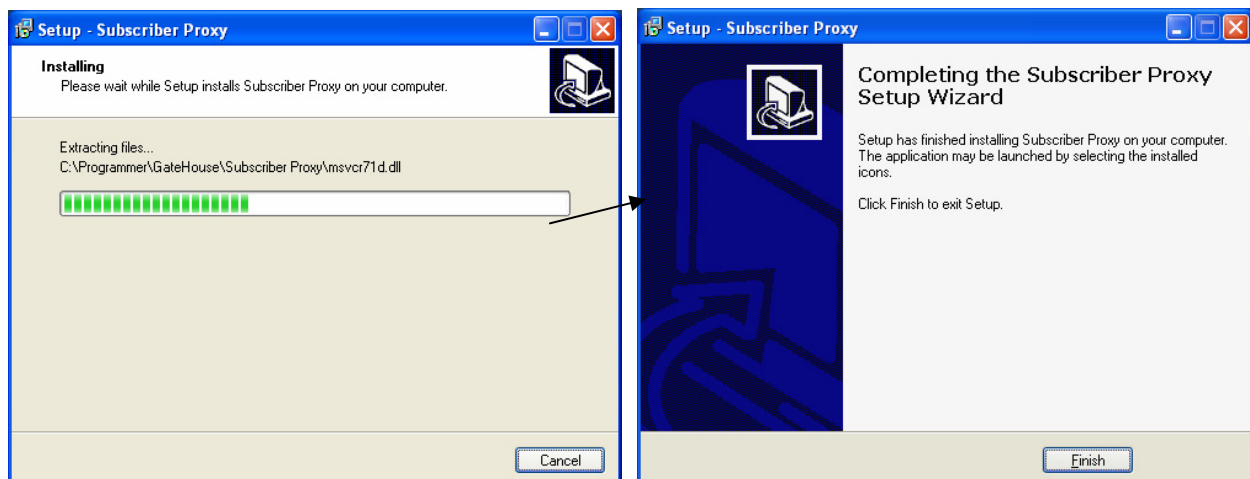 Setup - Subscriber Proxy
Installing
Please wait while Setup installs Subscriber Proxy on your computer.
Extracting files...
C:\Programmer\GateHouse\Subscriber Proxy\msvcr71d.dll
Cancel
Setup - Subscriber Proxy
Completing the Subscriber Proxy
Setup Wizard
Setup has finished installing Subscriber Proxy on your computer.
The application may be launched by selecting the installed
icons.
Click Finish to exit Setup.
Finish